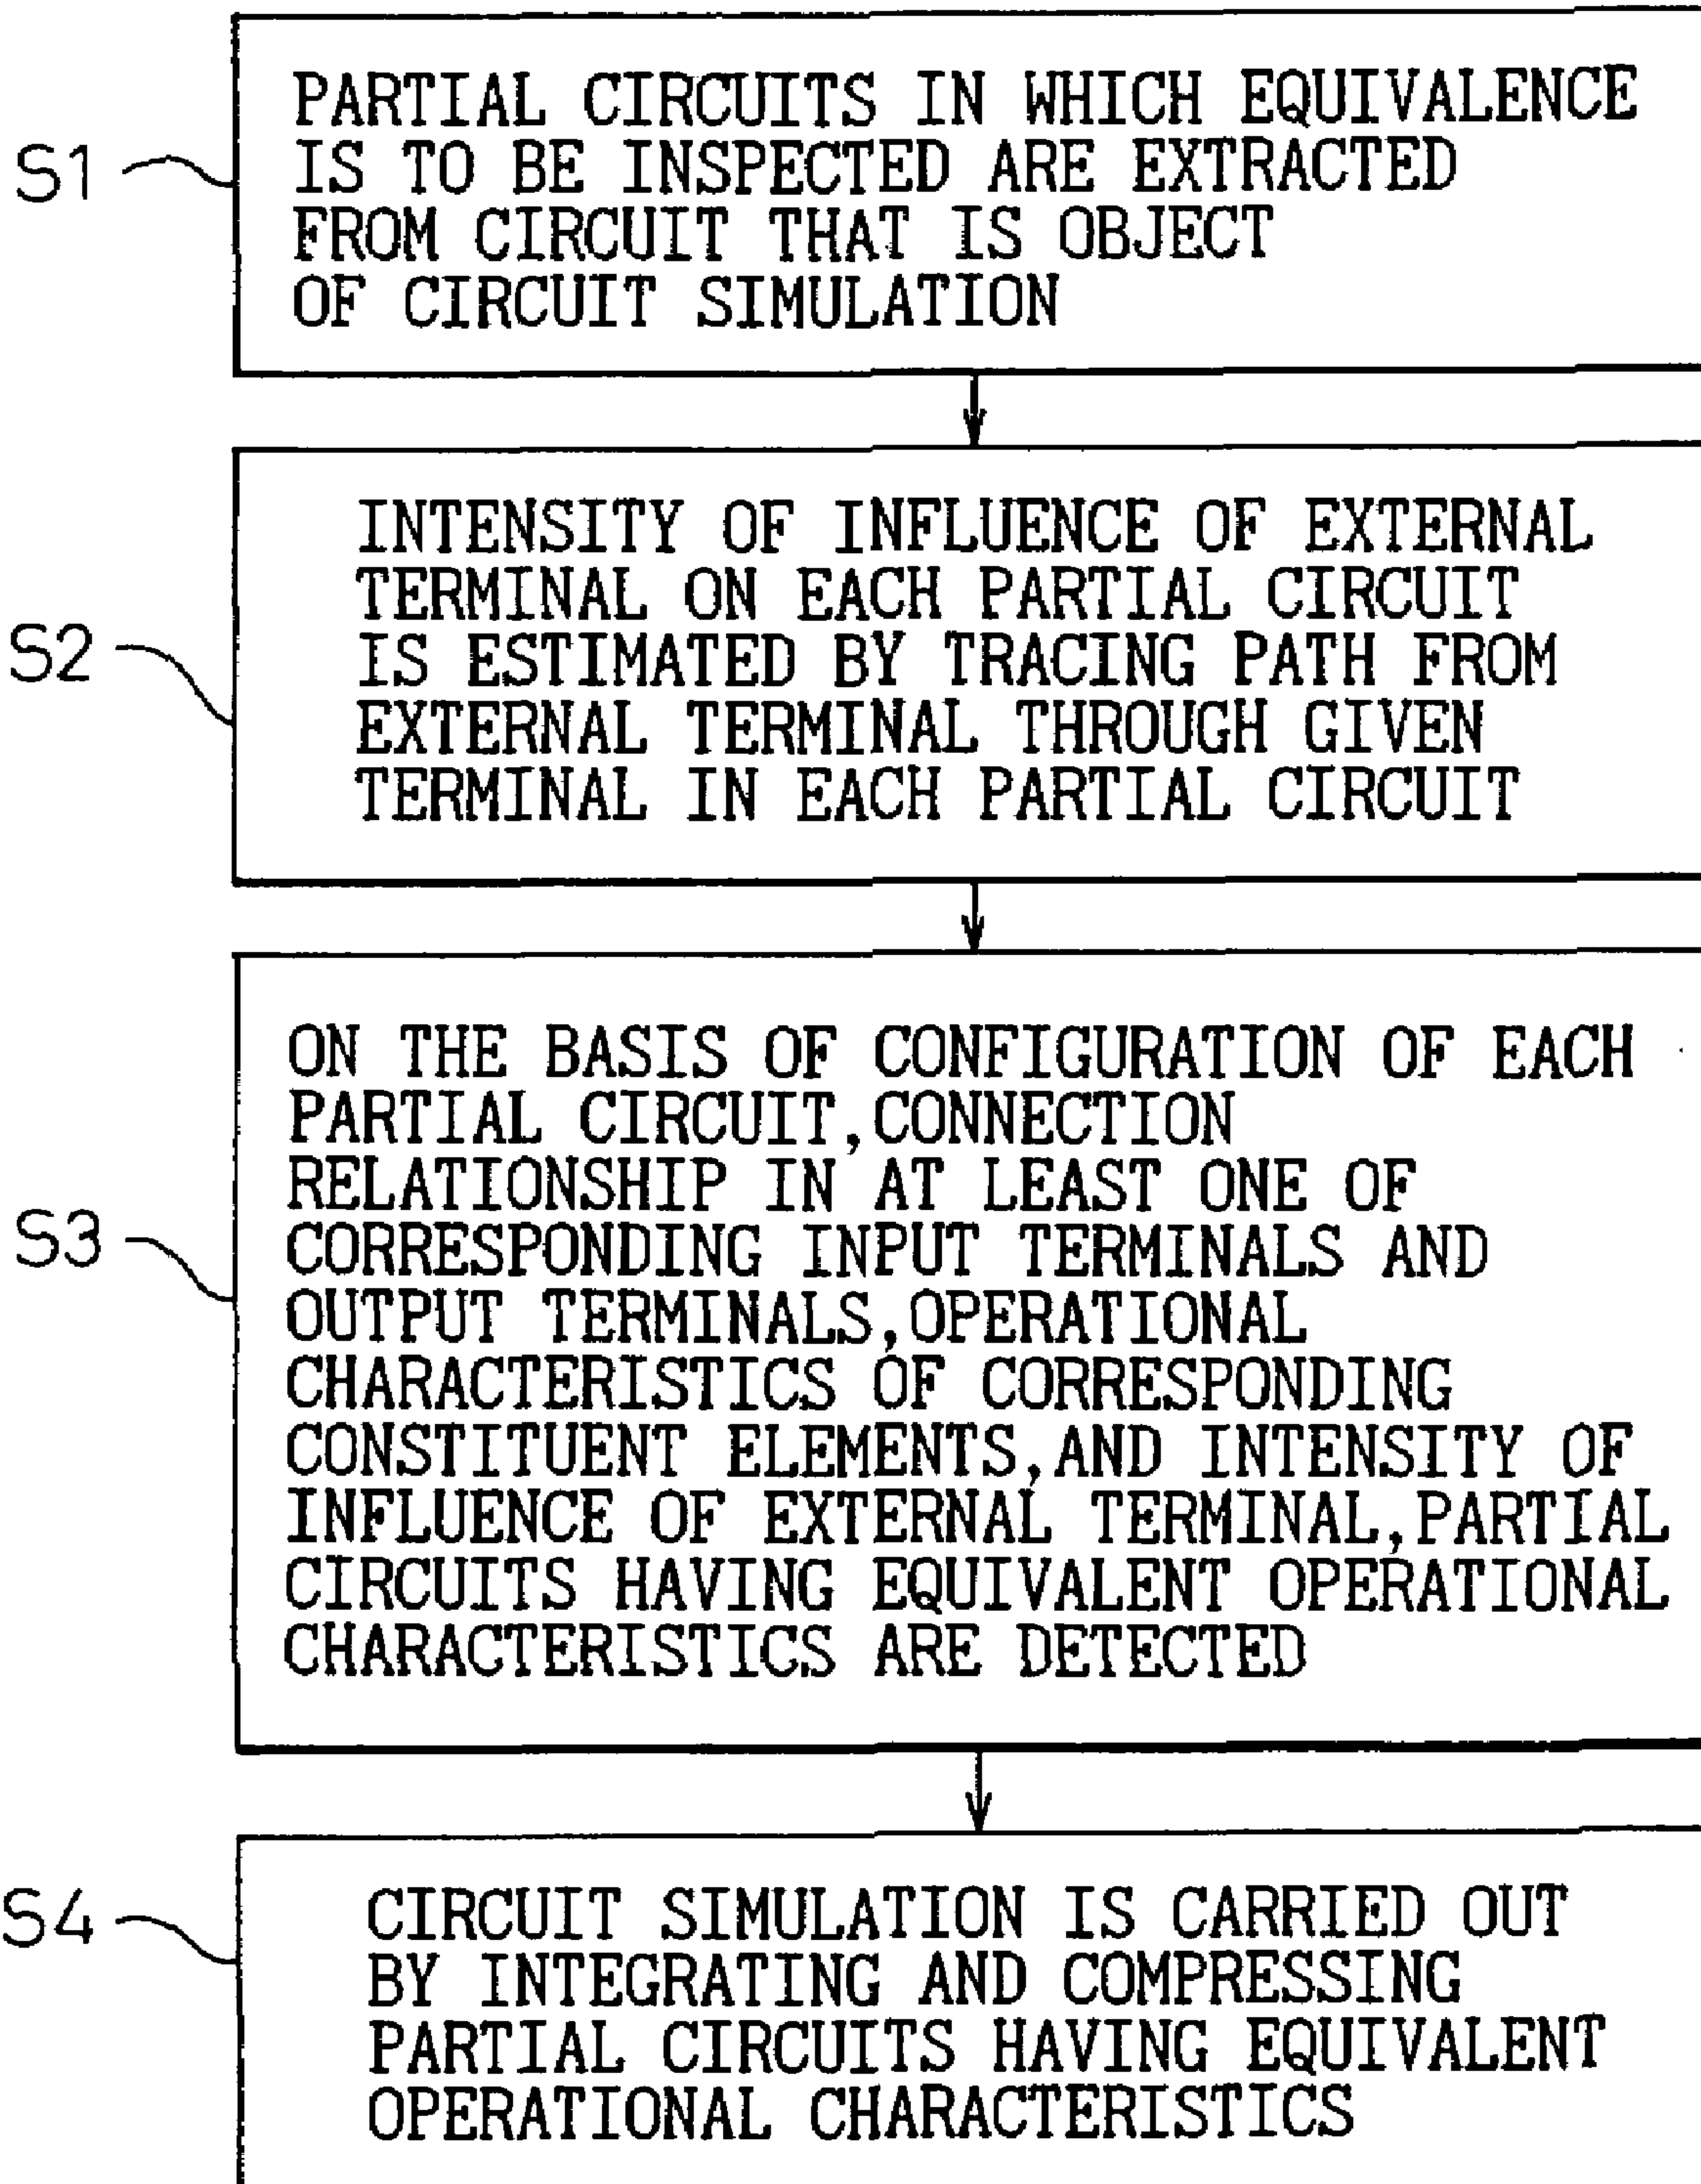 S1
PARTIAL CIRCUITS IN WHICH EQUIVALENCE
IS TO BE INSPECTED ARE EXTRACTED
FROM CIRCUIT THAT IS OBJECT
OF CIRCUIT SIMULATION
S2
INTENSITY OF INFLUENCE OF EXTERNAL
TERMINAL ON EACH PARTIAL CIRCUIT
IS ESTIMATED BY TRACING PATH FROM
EXTERNAL TERMINAL THROUGH GIVEN
TERMINAL IN EACH PARTIAL CIRCUIT
S3
ON THE BASIS OF CONFIGURATION OF EACH
PARTIAL CIRCUIT, CONNECTION
RELATIONSHIP IN AT LEAST ONE OF
CORRESPONDING INPUT TERMINALS AND
OUTPUT TERMINALS, OPERATIONAL
CHARACTERISTICS OF CORRESPONDING
CONSTITUENT ELEMENTS, AND INTENSITY OF
INFLUENCE OF EXTERNAL TERMINAL, PARTIAL
CIRCUITS HAVING EQUIVALENT OPERATIONAL
CHARACTERISTICS ARE DETECTED
S4
CIRCUIT SIMULATION IS CARRIED OUT
BY INTEGRATING AND COMPRESSING
PARTIAL CIRCUITS HAVING EQUIVALENT
OPERATIONAL CHARACTERISTICS